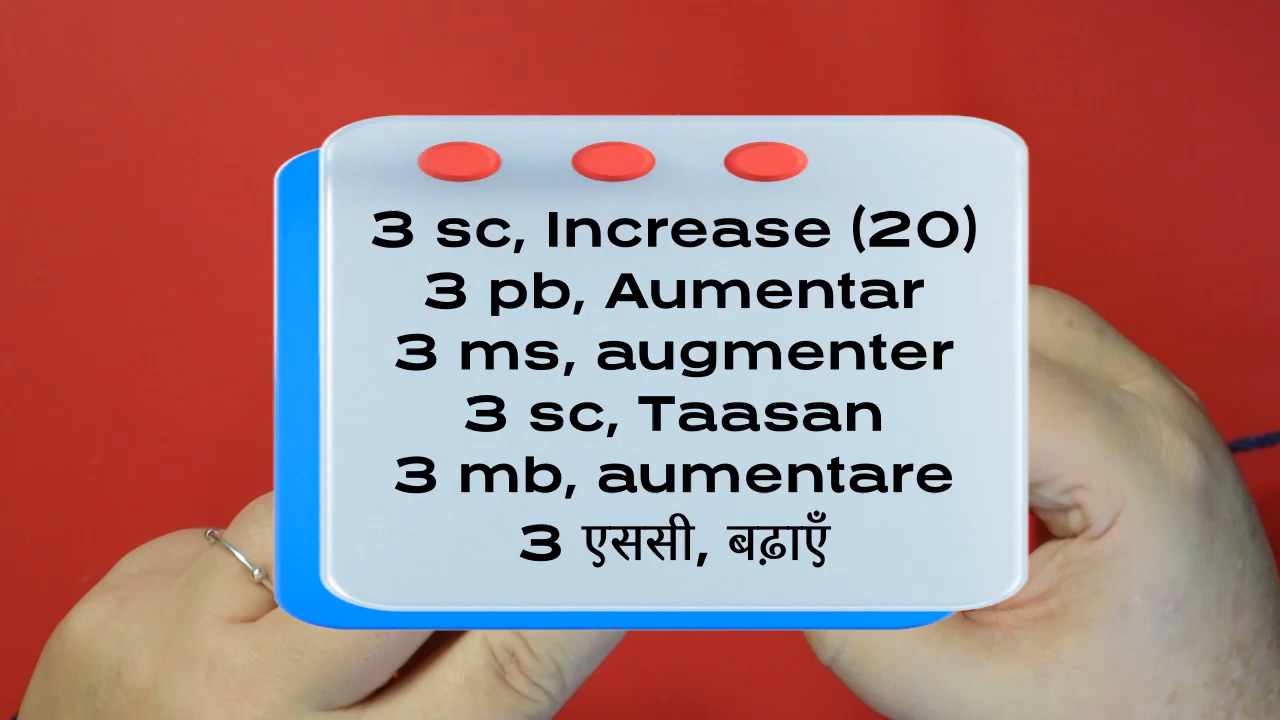 3 sc, Increase (20)
3 pb, Aumentar
3 ms, augmenter
3 sc, Taasan
3 mb, aumentare
3 एससी, बढ़ाएँ